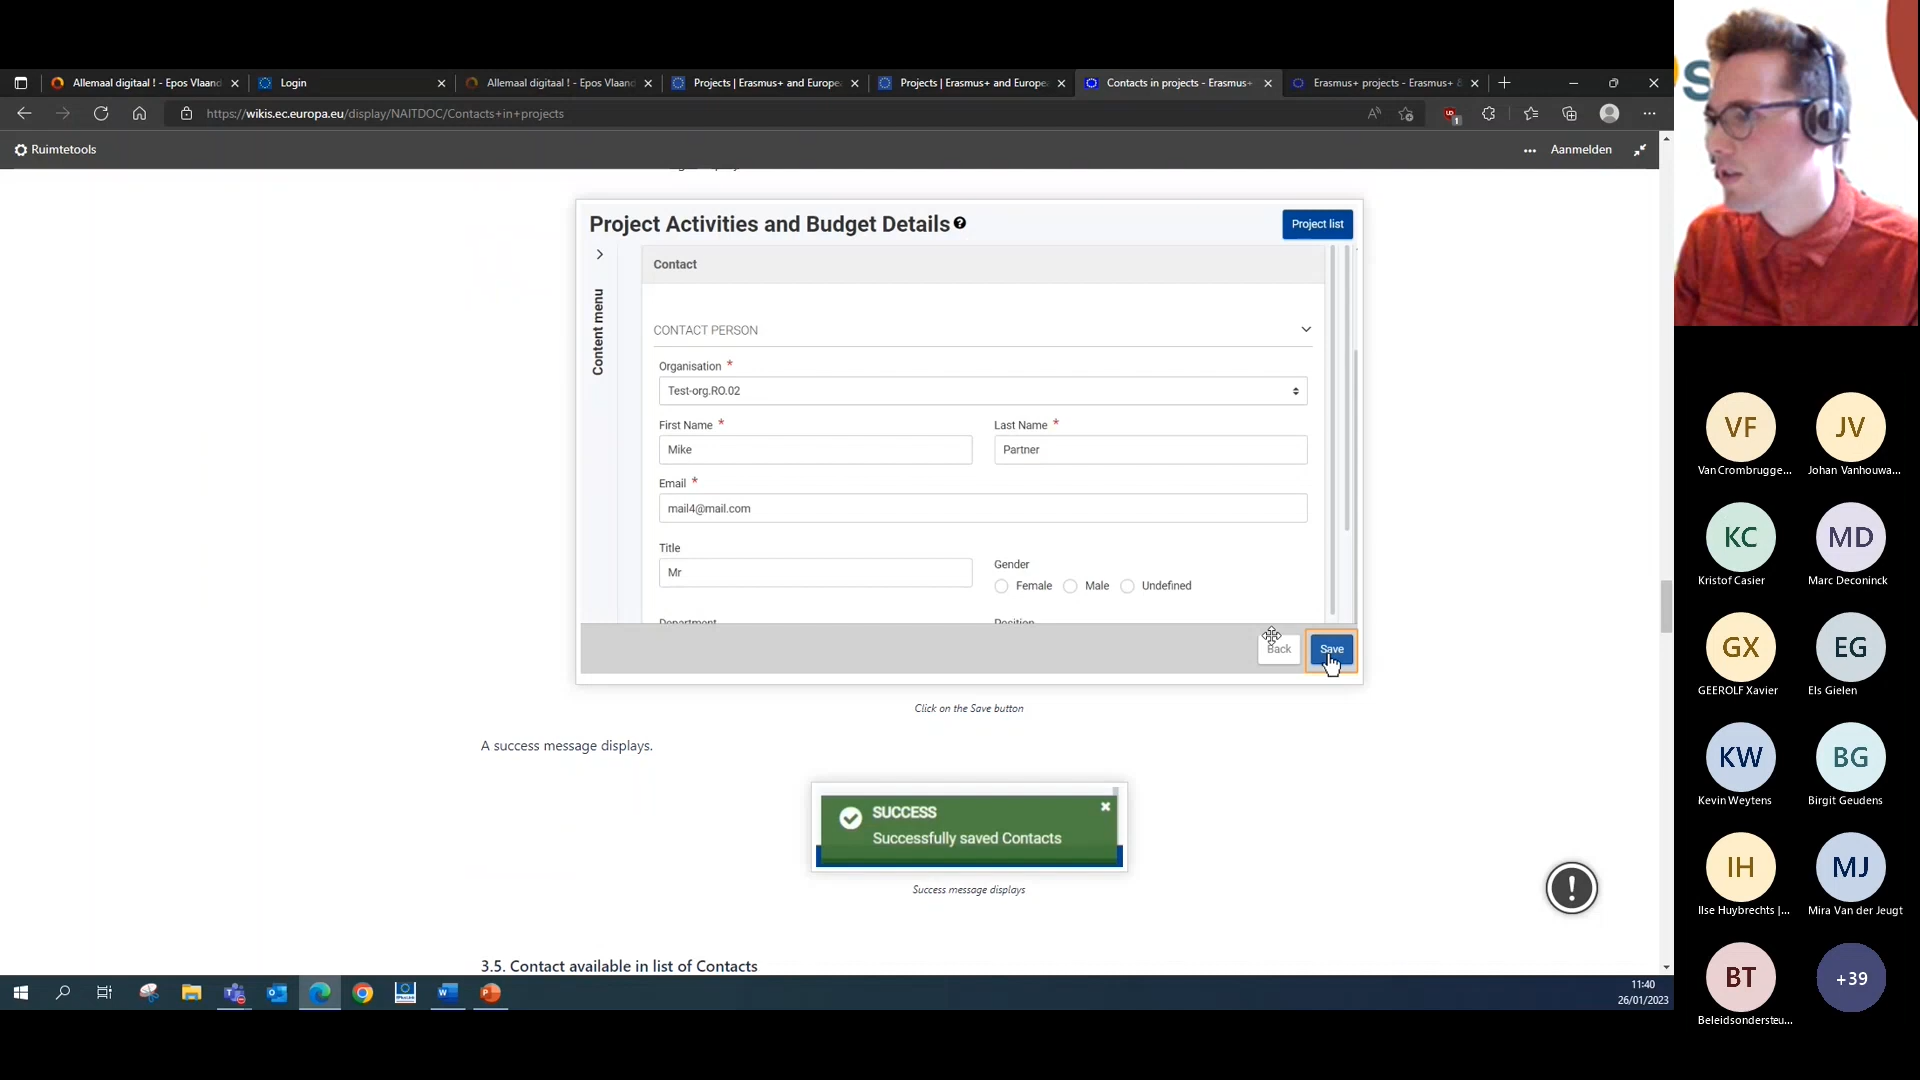 Allemaal digitaal ! - Epos Vlaand
Login
Allemaal digitaal ! - Epos Vlaand
Projects | Erasmus+ and Europe
Projects | Erasmus+ and Europe
Contacts in projects - Erasmus+
Erasmus+ projects - Erasmus+ &
https://wikis.ec.europa.eu/display/NAITDOC/Contacts+in+projects
1
Ruimtetools
Aanmelden
Project Activities and Budget Details
Project list
Content menu
Contact
CONTACT PERSON
Organisation *
Test-org.RO.02
First Name *
Last Name *
Mike
Partner
Email *
mail4@mail.com
Title
Mr
Gender
Female
Male
Undefined
Department
Position
Back
Save
Click on the Save button
A success message displays.
SUCCESS
Successfully saved Contacts
Success message displays
3.5. Contact available in list of Contacts
11:40
26/01/2023
VF
Van Crombrugge...
JV
Johan Vanhouwa...
KC
Kristof Casier
MD
Marc Deconinck
GX
GEEROLF Xavier
EG
Els Gielen
KW
Kevin Weytens
BG
Birgit Geudens
IH
Ilse Huybrechts |...
MJ
Mira Van der Jeugt
BT
Beleidsondersteu...
+39